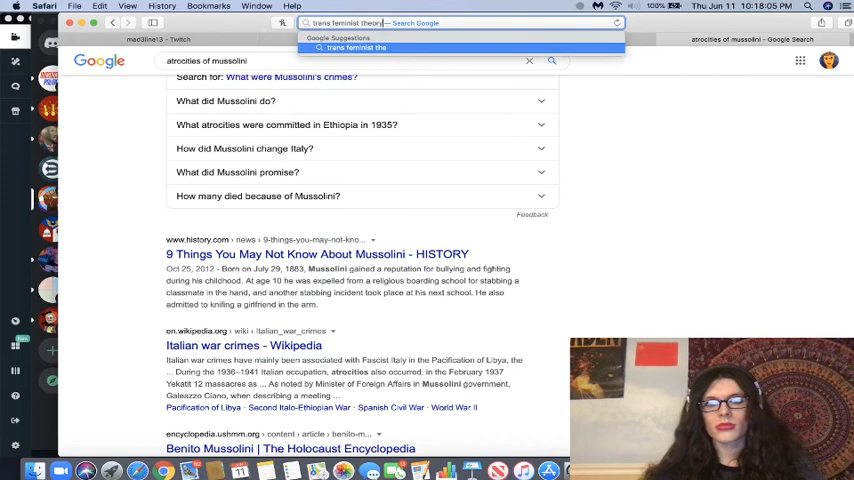 Safari File Edit View History Bookmarks Window Help
100% Thu Jun 11 10:18:05 PM
trans feminist theory — Search Google
Google Suggestions
trans feminist the
mad3line13 - Twitch
atrocities of mussolini - Google Search
Google
atrocities of mussolini
Search for: What were Mussolini's crimes?
What did Mussolini do?
What atrocities were committed in Ethiopia in 1935?
How did Mussolini change Italy?
What did Mussolini promise?
How many died because of Mussolini?
Feedback
www.history.com › news › 9-things-you-may-not-kno...
9 Things You May Not Know About Mussolini - HISTORY
Oct 25, 2012 - Born on July 29, 1883, Mussolini gained a reputation for bullying and fighting
during his childhood. At age 10 he was expelled from a religious boarding school for stabbing a
classmate in the hand, and another stabbing incident took place at his next school. He also
admitted to knifing a girlfriend in the arm.
en.wikipedia.org › wiki › Italian_war_crimes
Italian war crimes - Wikipedia
Italian war crimes have mainly been associated with Fascist Italy in the Pacification of Libya, the
... During the 1936–1941 Italian occupation, atrocities also occurred; in the February 1937
Yekatit 12 massacres as ... As noted by Minister of Foreign Affairs in Mussolini government,
Galeazzo Ciano, when describing a meeting ...
Pacification of Libya · Second Italo-Ethiopian War · Spanish Civil War · World War II
encyclopedia.ushmm.org › content › article › benito-m...
Benito Mussolini | The Holocaust Encyclopedia